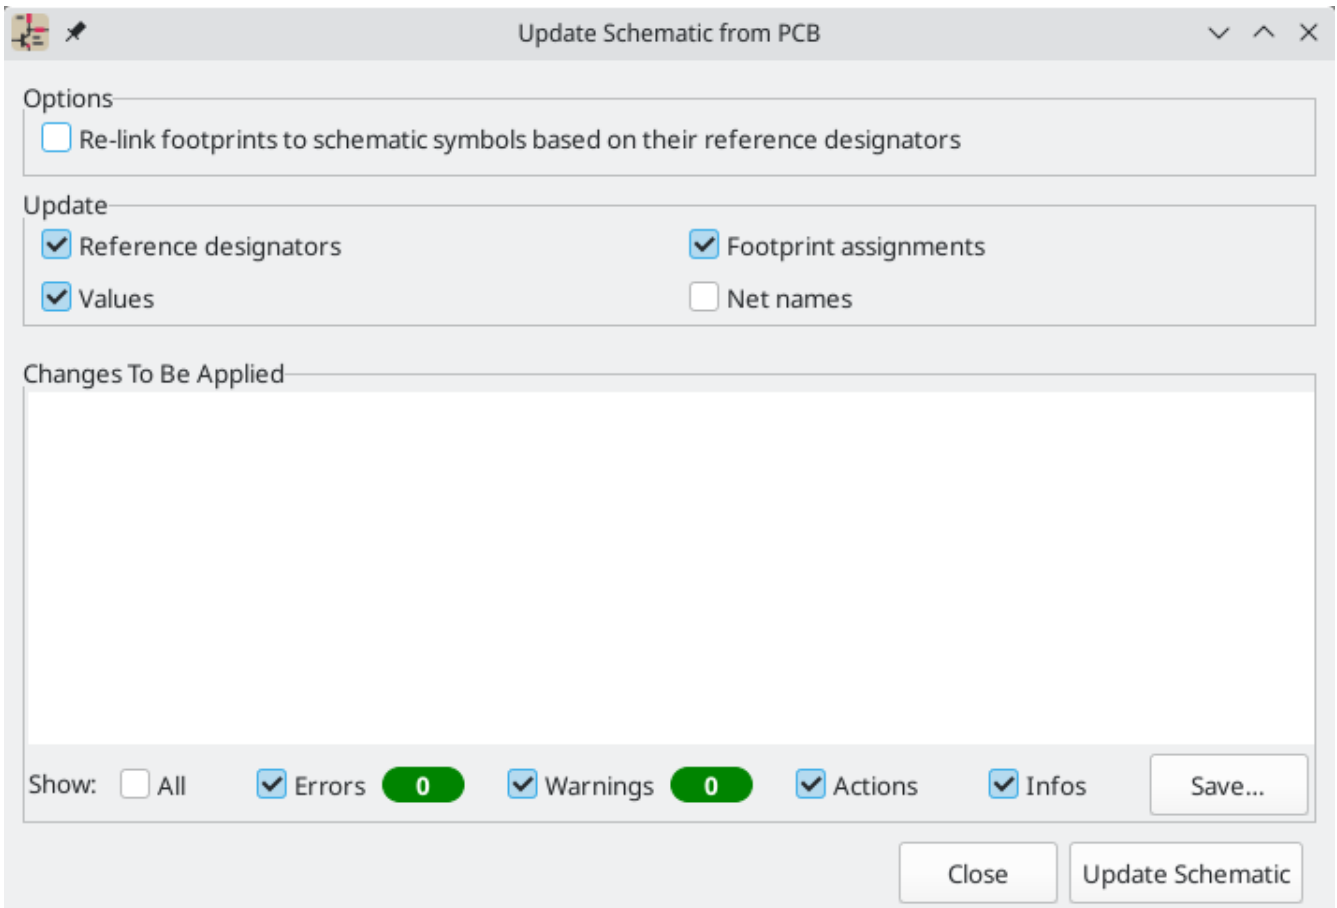 Update Schematic from PCB
Options
Re-link footprints to schematic symbols based on their reference designators
Update
Reference designators
Footprint assignments
Values
Net names
Changes To Be Applied
Show: All Errors 0 Warnings 0 Actions Infos Save...
Close Update Schematic